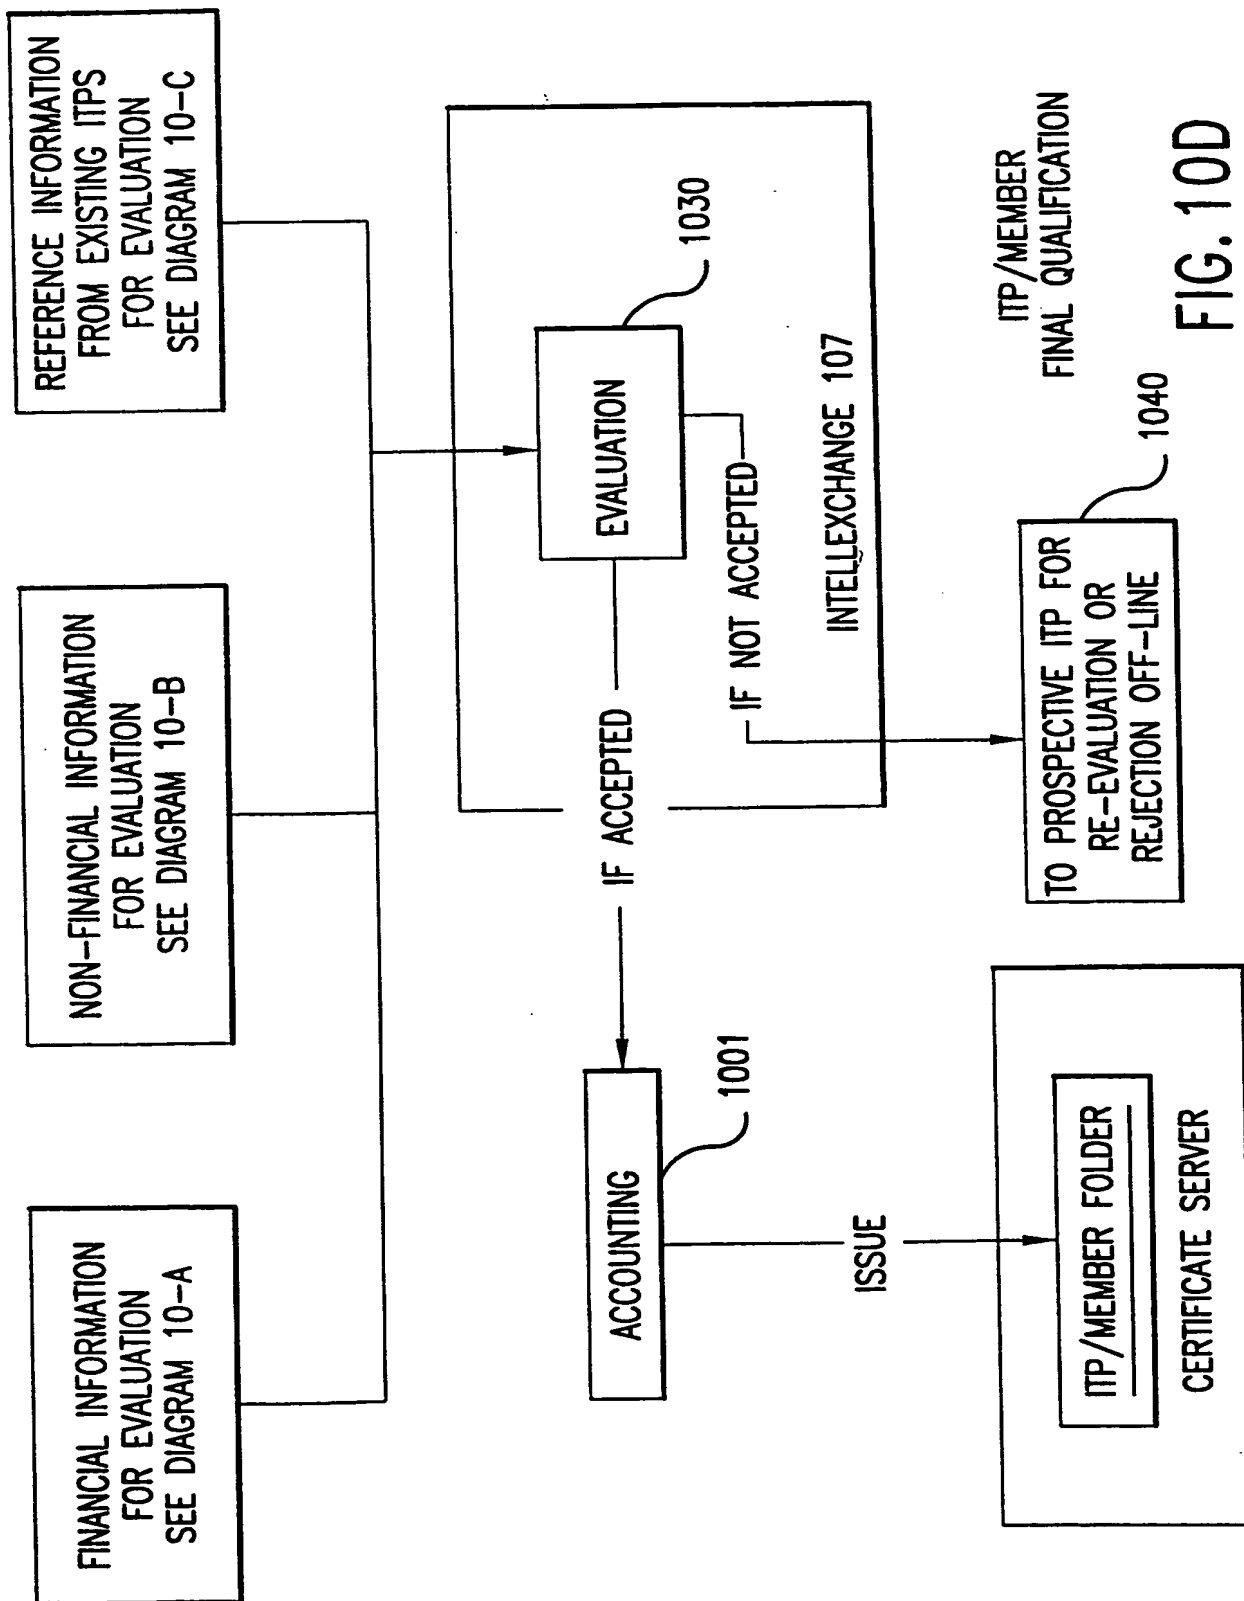 FINANCIAL INFORMATION
FOR EVALUATION
SEE DIAGRAM 10-A
NON-FINANCIAL INFORMATION
FOR EVALUATION
SEE DIAGRAM 10-B
REFERENCE INFORMATION
FROM EXISTING ITPS
FOR EVALUATION
SEE DIAGRAM 10-C
ACCOUNTING
1001
IF ACCEPTED
EVALUATION
1030
IF NOT ACCEPTED
INTELLEXCHANGE 107
ISSUE
ITP/MEMBER FOLDER
CERTIFICATE SERVER
TO PROSPECTIVE ITP FOR
RE-EVALUATION OR
REJECTION OFF-LINE
1040
ITP/MEMBER
FINAL QUALIFICATION
FIG. 10D